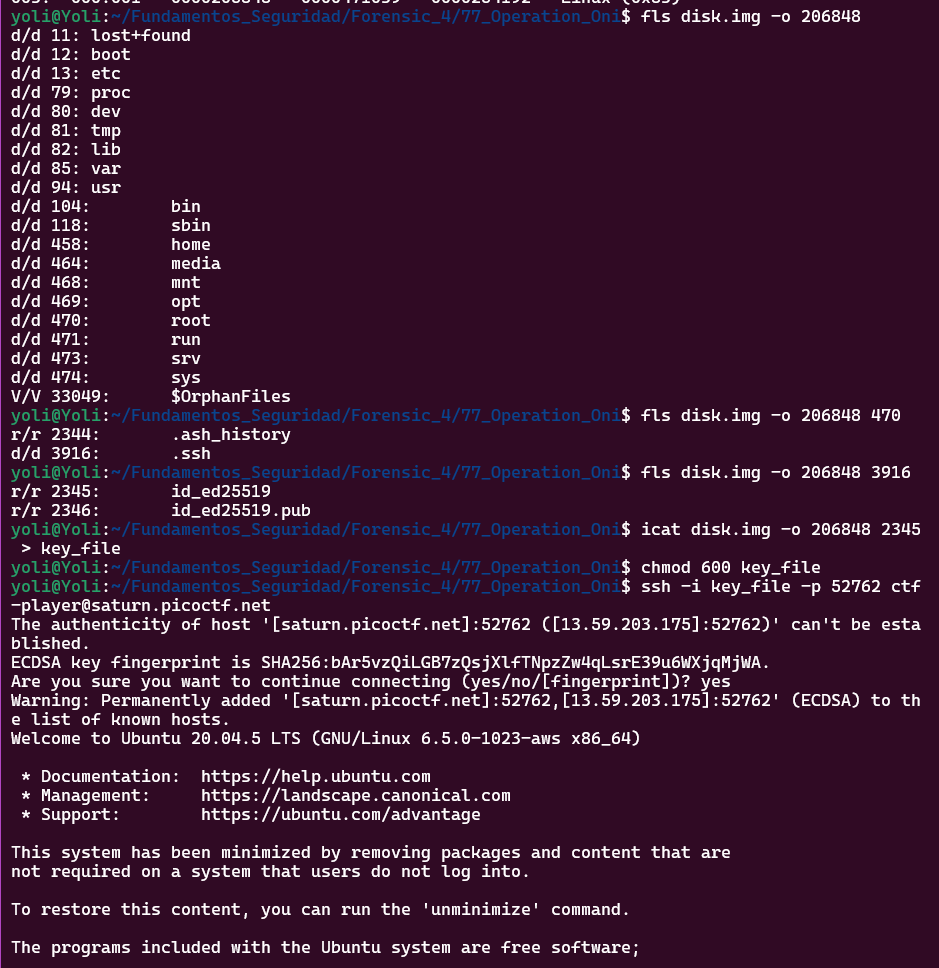 yoli@Yoli:~/Fundamentos_Seguridad/Forensic_4/77_Operation_Oni$ fls disk.img -o 206848
d/d 11: lost+found
d/d 12: boot
d/d 13: etc
d/d 79: proc
d/d 80: dev
d/d 81: tmp
d/d 82: lib
d/d 85: var
d/d 94: usr
d/d 104:        bin
d/d 118:        sbin
d/d 458:        home
d/d 464:        media
d/d 468:        mnt
d/d 469:        opt
d/d 470:        root
d/d 471:        run
d/d 473:        srv
d/d 474:        sys
V/V 33049:      $OrphanFiles
yoli@Yoli:~/Fundamentos_Seguridad/Forensic_4/77_Operation_Oni$ fls disk.img -o 206848 470
r/r 2344:       .ash_history
d/d 3916:       .ssh
yoli@Yoli:~/Fundamentos_Seguridad/Forensic_4/77_Operation_Oni$ fls disk.img -o 206848 3916
r/r 2345:       id_ed25519
r/r 2346:       id_ed25519.pub
yoli@Yoli:~/Fundamentos_Seguridad/Forensic_4/77_Operation_Oni$ icat disk.img -o 206848 2345
 > key_file
yoli@Yoli:~/Fundamentos_Seguridad/Forensic_4/77_Operation_Oni$ chmod 600 key_file
yoli@Yoli:~/Fundamentos_Seguridad/Forensic_4/77_Operation_Oni$ ssh -i key_file -p 52762 ctf
-player@saturn.picoctf.net
The authenticity of host '[saturn.picoctf.net]:52762 ([13.59.203.175]:52762)' can't be esta
blished.
ECDSA key fingerprint is SHA256:bAr5vzQiLGB7zQsjXlfTNpzZw4qLsrE39u6WXjqMjWA.
Are you sure you want to continue connecting (yes/no/[fingerprint])? yes
Warning: Permanently added '[saturn.picoctf.net]:52762,[13.59.203.175]:52762' (ECDSA) to th
e list of known hosts.
Welcome to Ubuntu 20.04.5 LTS (GNU/Linux 6.5.0-1023-aws x86_64)
 * Documentation:  https://help.ubuntu.com
 * Management:     https://landscape.canonical.com
 * Support:        https://ubuntu.com/advantage
This system has been minimized by removing packages and content that are
not required on a system that users do not log into.
To restore this content, you can run the 'unminimize' command.
The programs included with the Ubuntu system are free software;